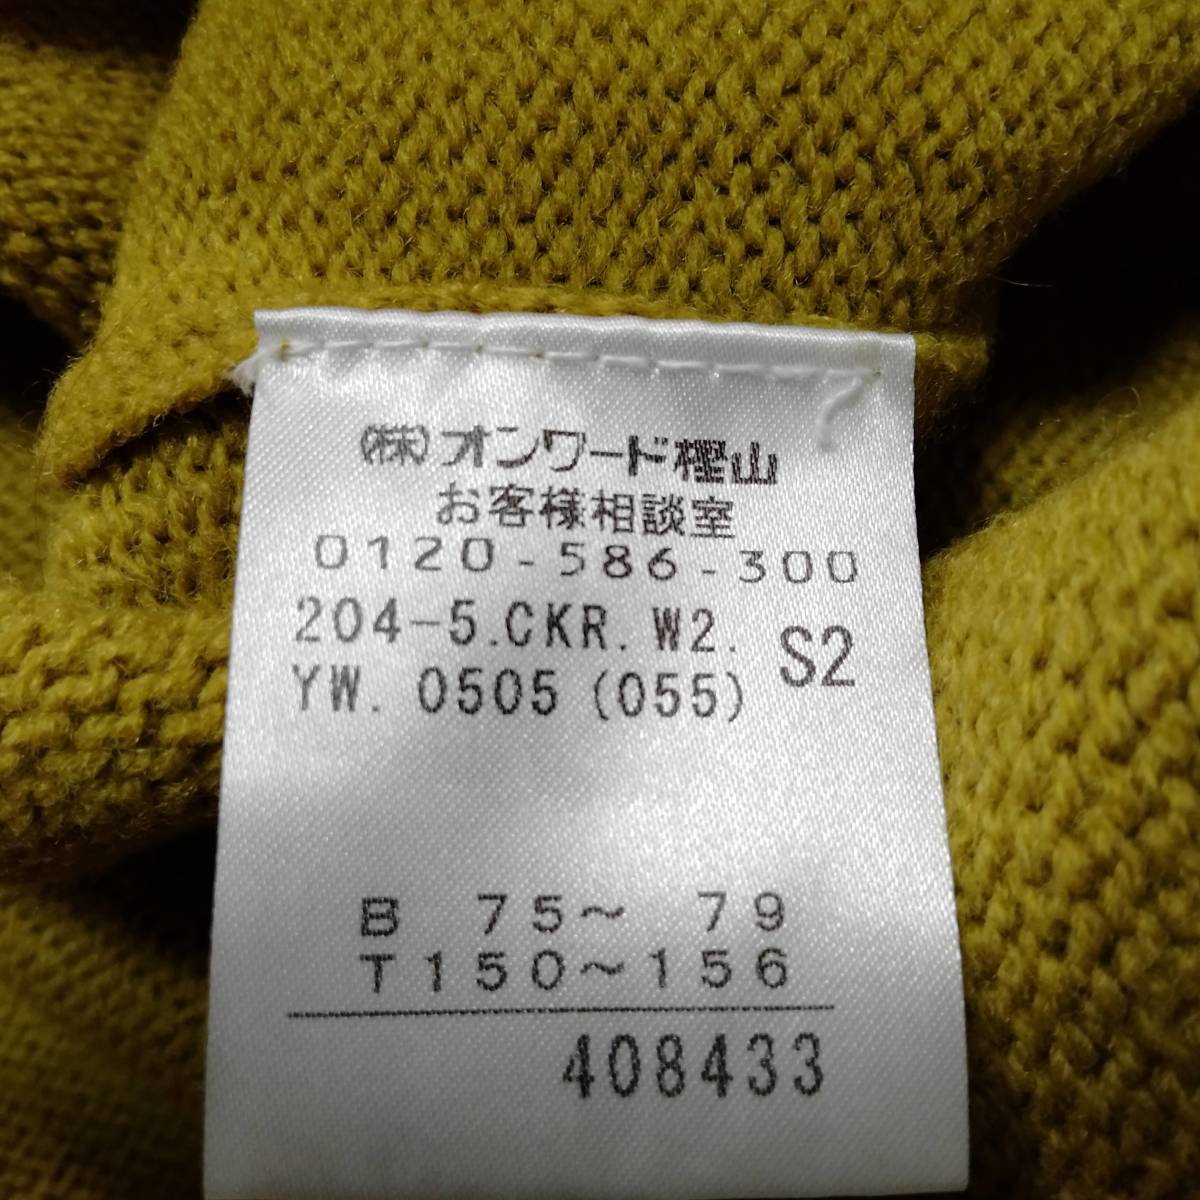 (株)オンワード樫山
お客様相談室
0120-586-300
204-5.CKR.W2.
YW. 0505(055)
S2
B 75～ 79
T150～156
408433